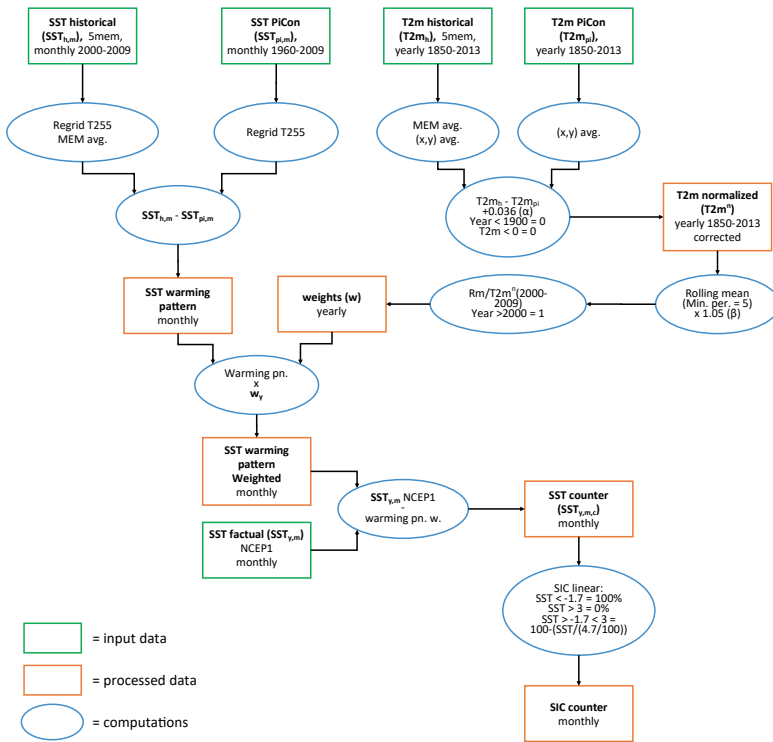 SST historical
(SSTh,m), 5mem,
monthly 2000-2009
SST PiCon
(SSTpi,m),
monthly 1960-2009
T2m historical
(T2mh), 5mem,
yearly 1850-2013
T2m PiCon
(T2mpi),
yearly 1850-2013
Regrid T255
MEM avg.
Regrid T255
MEM avg.
(x,y) avg.
(x,y) avg.
SSTh,m - SSTpi,m
T2mh - T2mpi
+0.036 (α)
Year < 1900 = 0
T2m < 0 = 0
T2m normalized
(T2mⁿ)
yearly 1850-2013
corrected
SST warming
pattern
monthly
weights (w)
yearly
Rm/T2mⁿ(2000-
2009)
Year >2000 = 1
Rolling mean
(Min. per. = 5)
x 1.05 (β)
Warming pn.
x
wy
SST warming
pattern
Weighted
monthly
SSTy,m NCEP1
-
warming pn. w.
SST counter
(SSTy,m,c)
monthly
SST factual (SSTy,m)
NCEP1
monthly
SIC linear:
SST < -1.7 = 100%
SST > 3 = 0%
SST > -1.7 < 3 =
100-(SST/(4.7/100))
= input data
= processed data
= computations
SIC counter
monthly